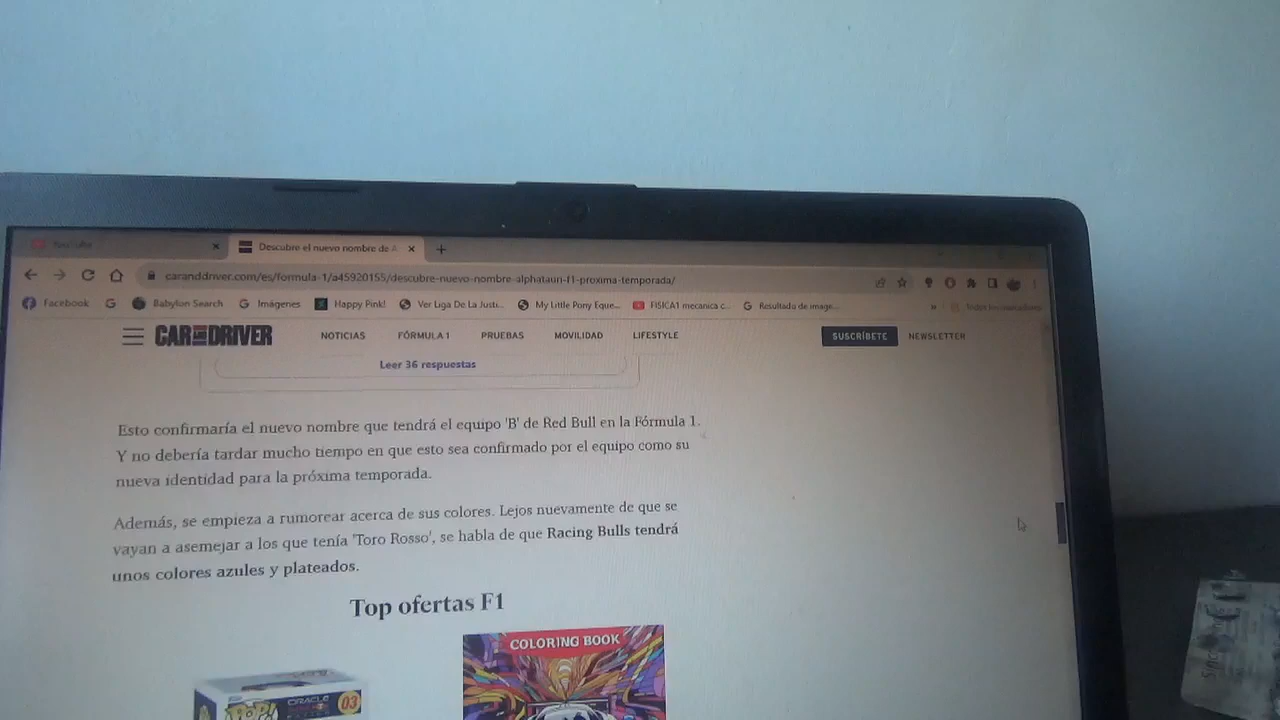 YouTube
Descubre el nuevo nombre de A
caranddriver.com/es/formula-1/a45920155/descubre-nuevo-nombre-alphatauri-f1-proxima-temporada/
Facebook Babylon Search Imágenes Happy Pink! Ver Liga De La Justi... My Little Pony Eque... FISICA1 mecanica c... Resultado de image... »
CAR AND DRIVER NOTICIAS FÓRMULA 1 PRUEBAS MOVILIDAD LIFESTYLE SUSCRÍBETE NEWSLETTER
Leer 36 respuestas
Esto confirmaría el nuevo nombre que tendrá el equipo 'B' de Red Bull en la Fórmula 1.
Y no debería tardar mucho tiempo en que esto sea confirmado por el equipo como su
nueva identidad para la próxima temporada.
Además, se empieza a rumorear acerca de sus colores. Lejos nuevamente de que se
vayan a asemejar a los que tenía 'Toro Rosso', se habla de que Racing Bulls tendrá
unos colores azules y plateados.
Top ofertas F1
COLORING BOOK
POP!
ORACLE
03